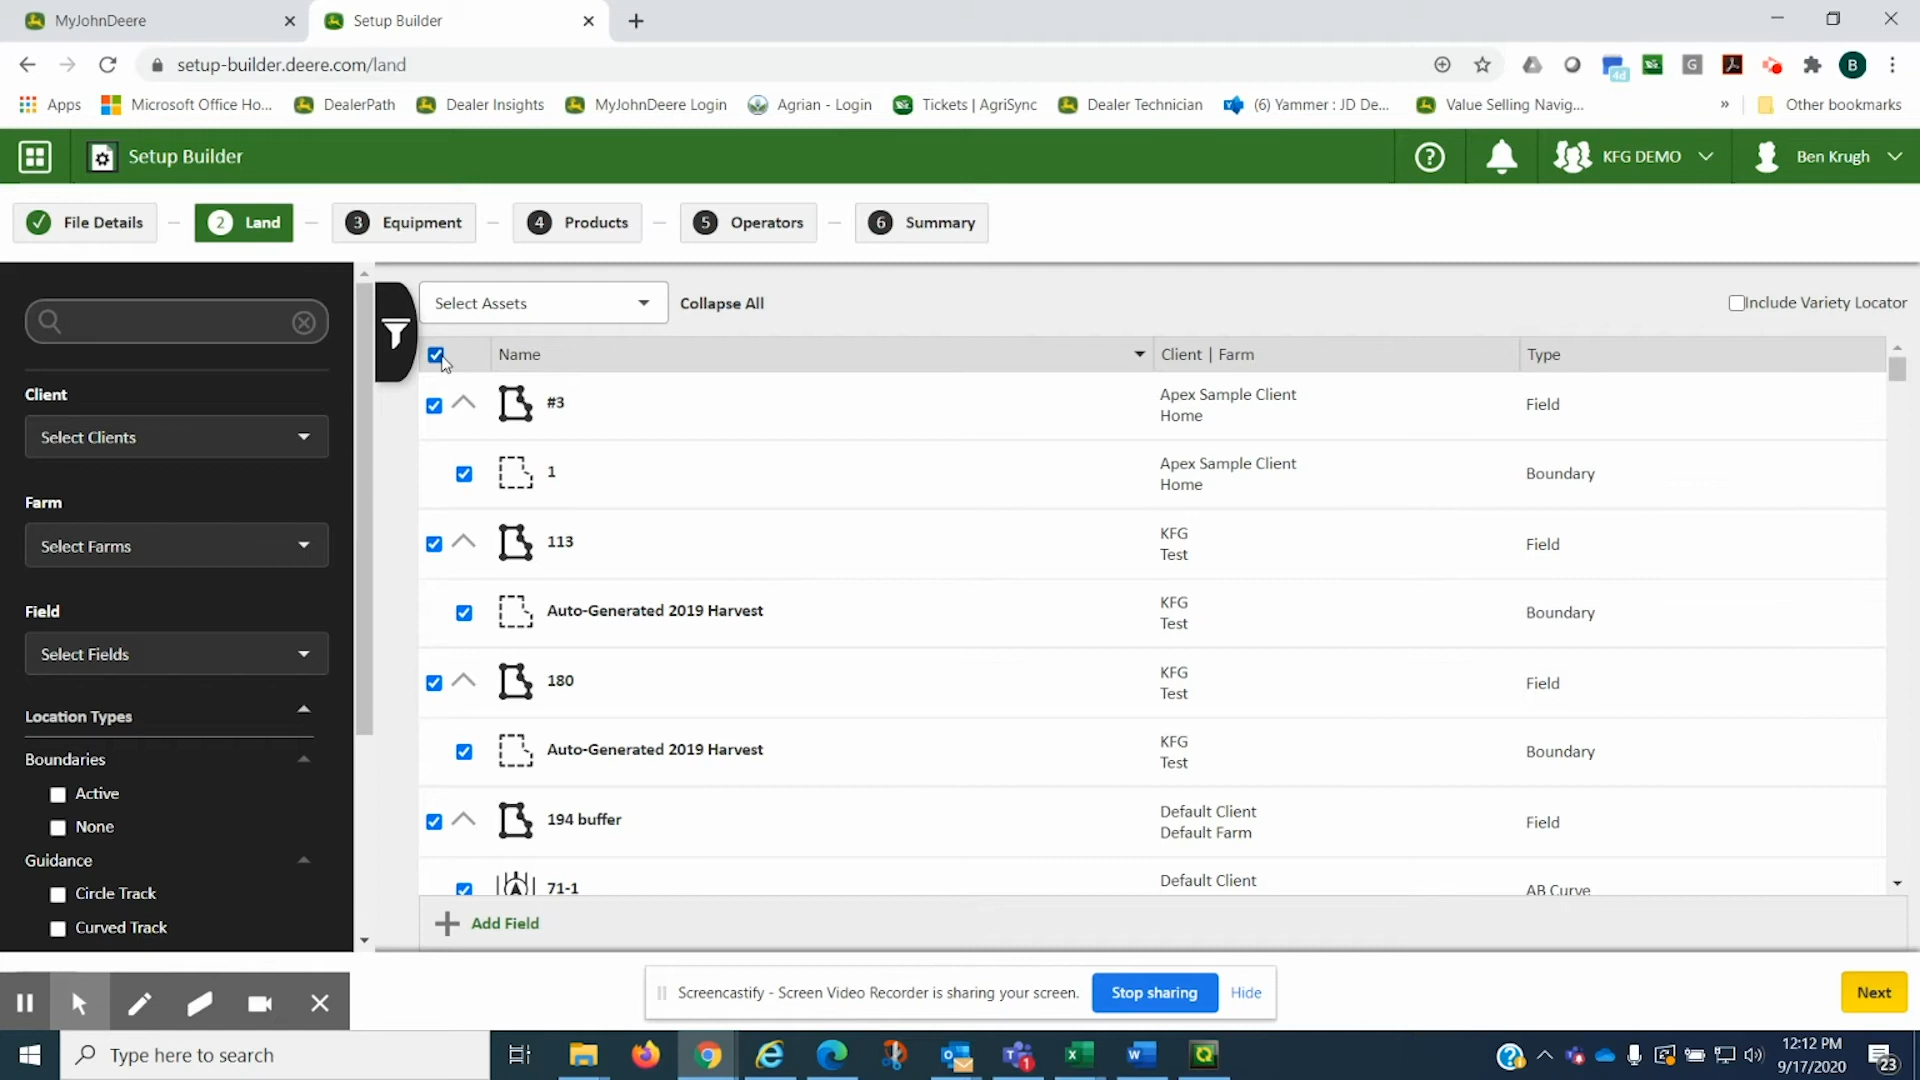 MyJohnDeere
Setup Builder
setup-builder.deere.com/land
4d
G
B
Apps
Microsoft Office Ho...
DealerPath
Dealer Insights
MyJohnDeere Login
Agrian - Login
Tickets | AgriSync
Dealer Technician
(6) Yammer : JD De...
Value Selling Navig...
»
Other bookmarks
Setup Builder
?
KFG DEMO
Ben Krugh
File Details
2 Land
3 Equipment
4 Products
5 Operators
6 Summary
Client
Select Clients
Farm
Select Farms
Field
Select Fields
Location Types
Boundaries
Active
None
Guidance
Circle Track
Curved Track
Select Assets
Collapse All
Include Variety Locator
Name
Client | Farm
Type
#3
Apex Sample Client
Home
Field
1
Apex Sample Client
Home
Boundary
113
KFG
Test
Field
Auto-Generated 2019 Harvest
KFG
Test
Boundary
180
KFG
Test
Field
Auto-Generated 2019 Harvest
KFG
Test
Boundary
194 buffer
Default Client
Default Farm
Field
71-1
Default Client
AB Curve
Add Field
Screencastify - Screen Video Recorder is sharing your screen.
Stop sharing
Hide
Next
Type here to search
12:12 PM
9/17/2020
23